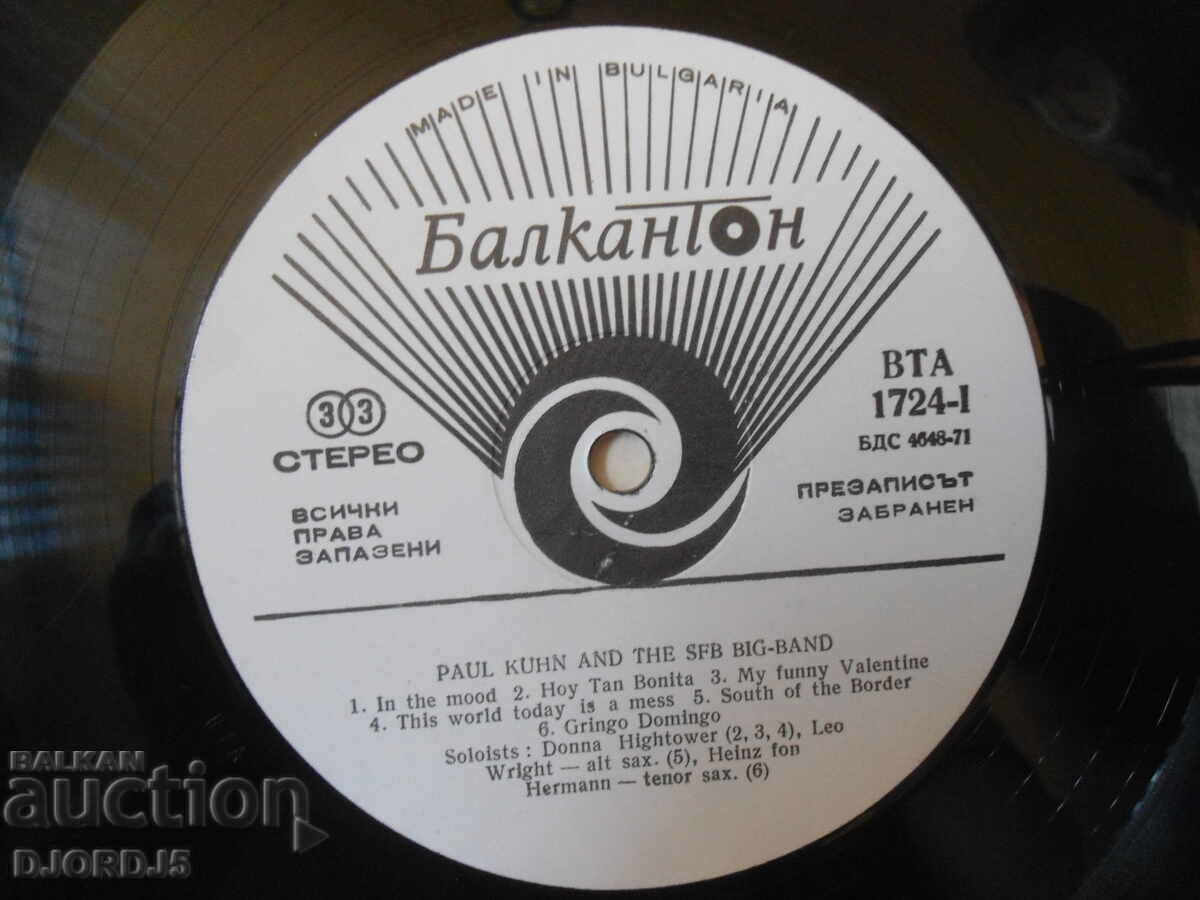 MADE IN BULGARIA
Балкантон
33
СТЕРЕО
ВСИЧКИ
ПРАВА
ЗАПАЗЕНИ
ВТА
1724-I
БДС 4648-71
ПРЕЗАПИСЪТ
ЗАБРАНЕН
PAUL KUHN AND THE SFB BIG-BAND
1. In the mood 2. Hoy Tan Bonita 3. My funny Valentine
4. This world today is a mess 5. South of the Border
6. Gringo Domingo
Soloists : Donna Hightower (2, 3, 4), Leo
Wright — alt sax. (5), Heinz fon
Hermann — tenor sax. (6)
BALKAN
auction
DJORDJ5